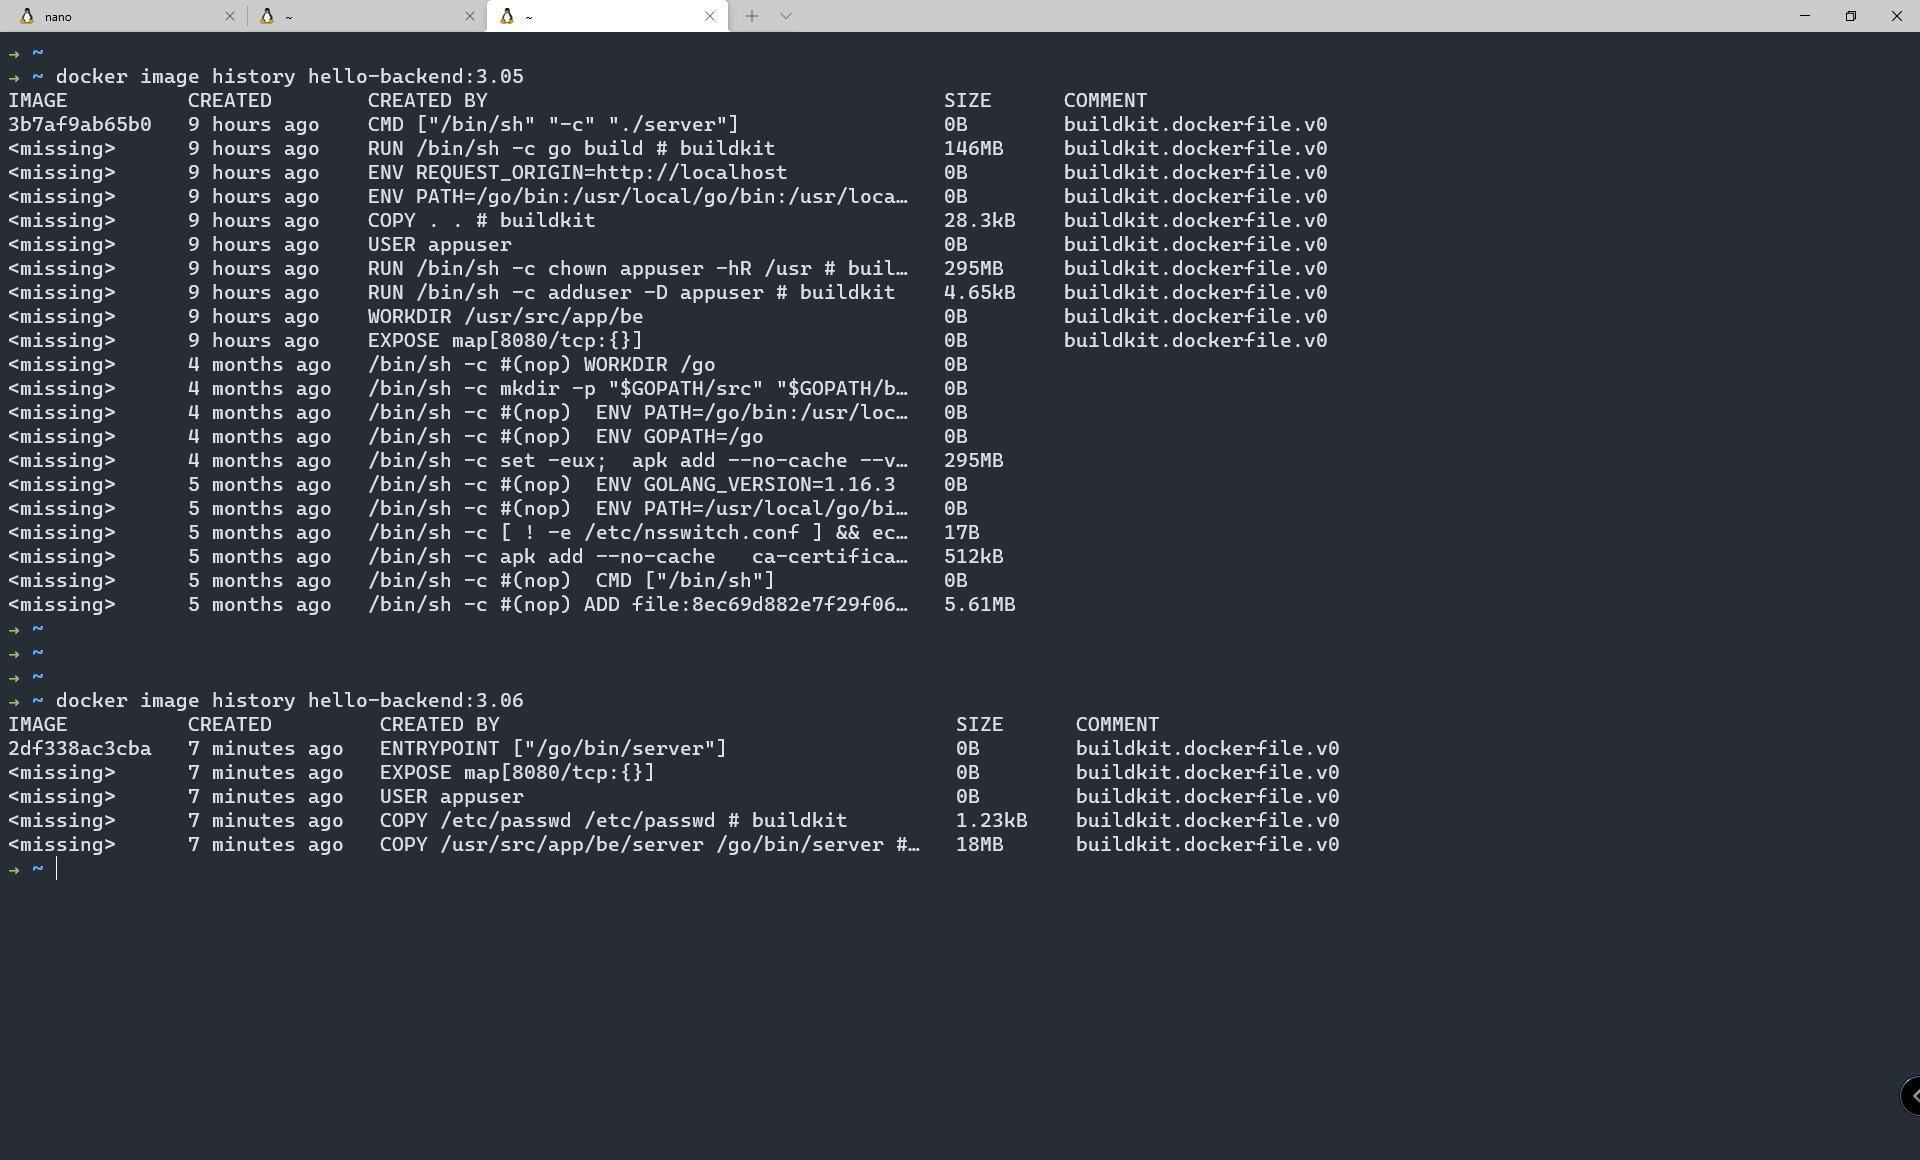 nano ~ ~
→ ~
→ ~ docker image history hello-backend:3.05
IMAGE CREATED CREATED BY SIZE COMMENT
3b7af9ab65b0 9 hours ago CMD ["/bin/sh" "-c" "./server"] 0B buildkit.dockerfile.v0
<missing> 9 hours ago RUN /bin/sh -c go build # buildkit 146MB buildkit.dockerfile.v0
<missing> 9 hours ago ENV REQUEST_ORIGIN=http://localhost 0B buildkit.dockerfile.v0
<missing> 9 hours ago ENV PATH=/go/bin:/usr/local/go/bin:/usr/loca… 0B buildkit.dockerfile.v0
<missing> 9 hours ago COPY . . # buildkit 28.3kB buildkit.dockerfile.v0
<missing> 9 hours ago USER appuser 0B buildkit.dockerfile.v0
<missing> 9 hours ago RUN /bin/sh -c chown appuser -hR /usr # buil… 295MB buildkit.dockerfile.v0
<missing> 9 hours ago RUN /bin/sh -c adduser -D appuser # buildkit 4.65kB buildkit.dockerfile.v0
<missing> 9 hours ago WORKDIR /usr/src/app/be 0B buildkit.dockerfile.v0
<missing> 9 hours ago EXPOSE map[8080/tcp:{}] 0B buildkit.dockerfile.v0
<missing> 4 months ago /bin/sh -c #(nop) WORKDIR /go 0B
<missing> 4 months ago /bin/sh -c mkdir -p "$GOPATH/src" "$GOPATH/b… 0B
<missing> 4 months ago /bin/sh -c #(nop)  ENV PATH=/go/bin:/usr/loc… 0B
<missing> 4 months ago /bin/sh -c #(nop)  ENV GOPATH=/go 0B
<missing> 4 months ago /bin/sh -c set -eux;  apk add --no-cache --v… 295MB
<missing> 5 months ago /bin/sh -c #(nop)  ENV GOLANG_VERSION=1.16.3 0B
<missing> 5 months ago /bin/sh -c #(nop)  ENV PATH=/usr/local/go/bi… 0B
<missing> 5 months ago /bin/sh -c [ ! -e /etc/nsswitch.conf ] && ec… 17B
<missing> 5 months ago /bin/sh -c apk add --no-cache   ca-certifica… 512kB
<missing> 5 months ago /bin/sh -c #(nop)  CMD ["/bin/sh"] 0B
<missing> 5 months ago /bin/sh -c #(nop) ADD file:8ec69d882e7f29f06… 5.61MB
→ ~
→ ~
→ ~
→ ~ docker image history hello-backend:3.06
IMAGE CREATED CREATED BY SIZE COMMENT
2df338ac3cba 7 minutes ago ENTRYPOINT ["/go/bin/server"] 0B buildkit.dockerfile.v0
<missing> 7 minutes ago EXPOSE map[8080/tcp:{}] 0B buildkit.dockerfile.v0
<missing> 7 minutes ago USER appuser 0B buildkit.dockerfile.v0
<missing> 7 minutes ago COPY /etc/passwd /etc/passwd # buildkit 1.23kB buildkit.dockerfile.v0
<missing> 7 minutes ago COPY /usr/src/app/be/server /go/bin/server #… 18MB buildkit.dockerfile.v0
→ ~